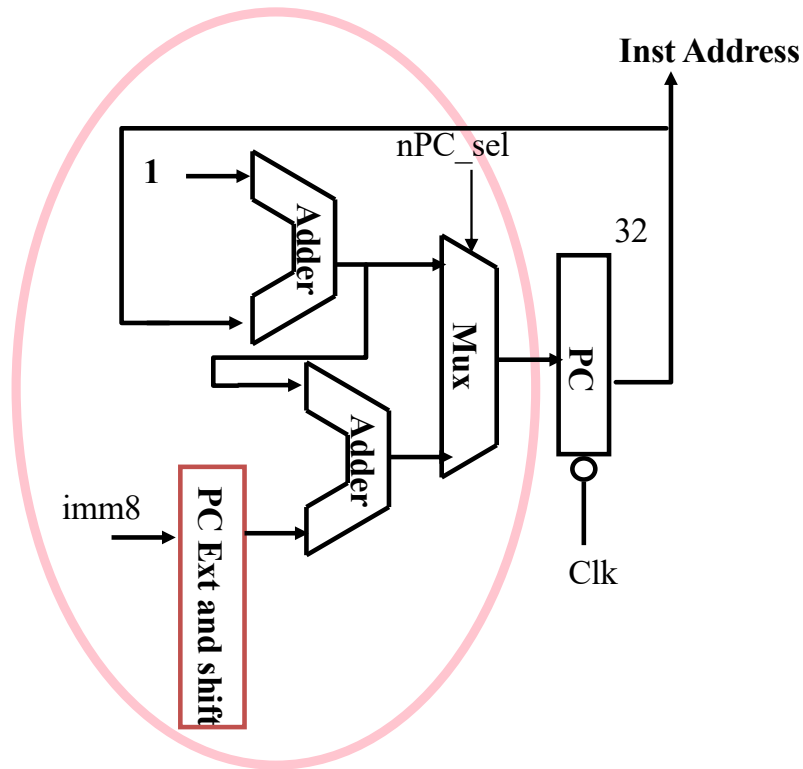 Inst Address
nPC_sel
1
Adder
32
Mux
PC
Adder
imm8
PC Ext and shift
Clk